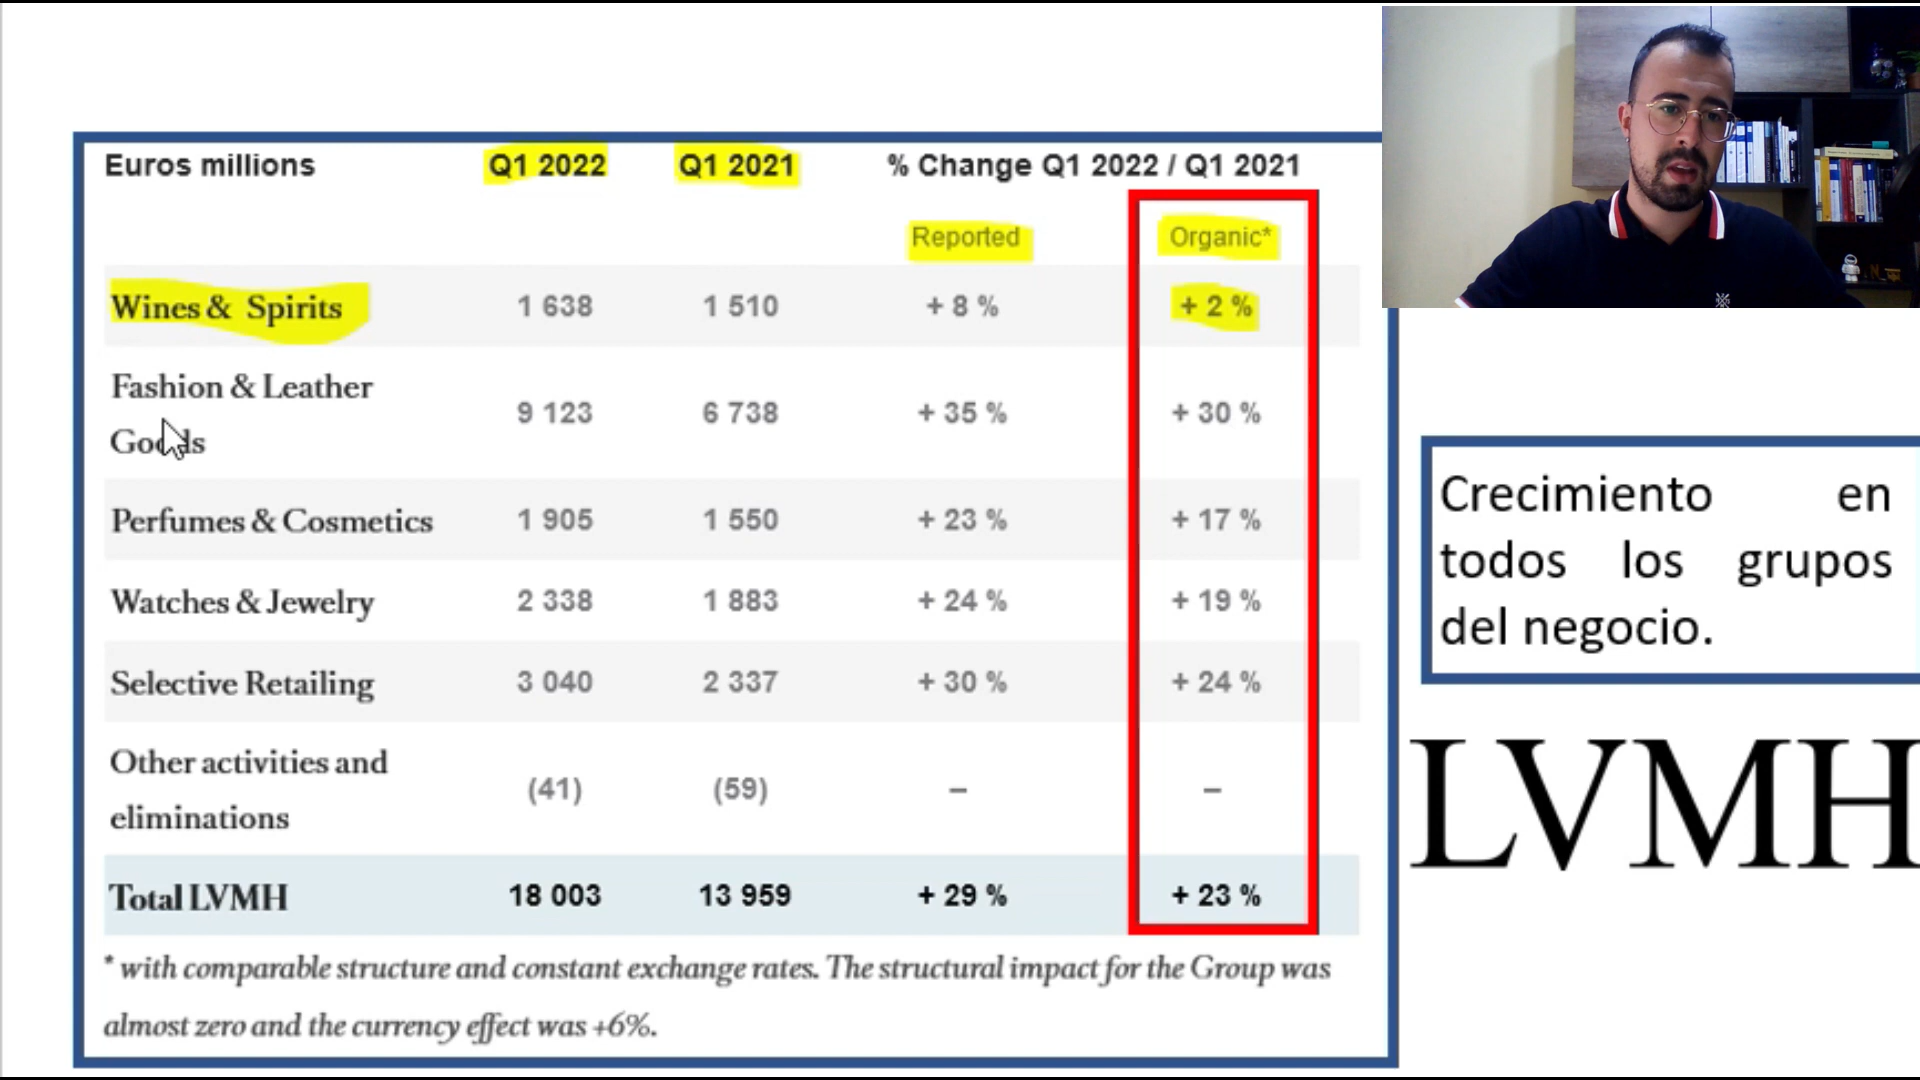 Euros millions Q1 2022 Q1 2021 % Change Q1 2022 / Q1 2021
Reported Organic*
Wines & Spirits 1 638 1 510 + 8 % + 2 %
Fashion & Leather
Goods 9 123 6 738 + 35 % + 30 %
Perfumes & Cosmetics 1 905 1 550 + 23 % + 17 %
Watches & Jewelry 2 338 1 883 + 24 % + 19 %
Selective Retailing 3 040 2 337 + 30 % + 24 %
Other activities and
eliminations (41) (59) – –
Total LVMH 18 003 13 959 + 29 % + 23 %
* with comparable structure and constant exchange rates. The structural impact for the Group was
almost zero and the currency effect was +6%.
Crecimiento en
todos los grupos
del negocio.
LVMH